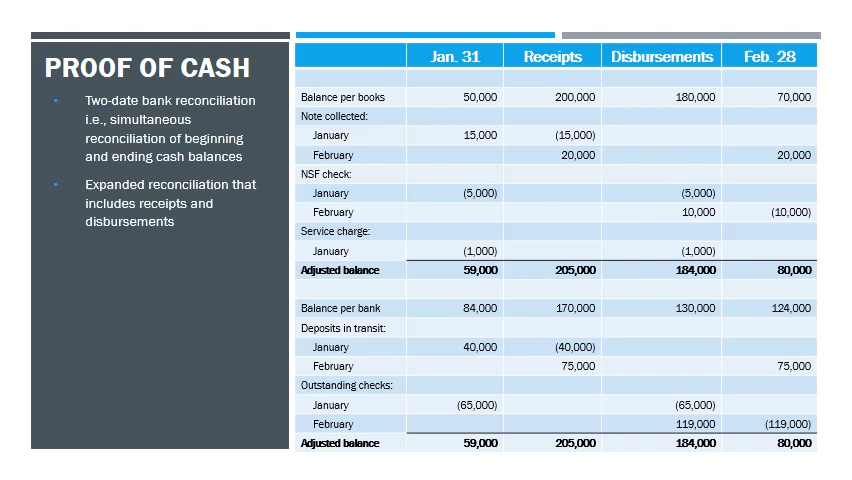 PROOF OF CASH
• Two-date bank reconciliation
i.e., simultaneous
reconciliation of beginning
and ending cash balances
• Expanded reconciliation that
includes receipts and
disbursements
Jan. 31 Receipts Disbursements Feb. 28
Balance per books 50,000 200,000 180,000 70,000
Note collected:
January 15,000 (15,000)
February 20,000 20,000
NSF check:
January (5,000) (5,000)
February 10,000 (10,000)
Service charge:
January (1,000) (1,000)
Adjusted balance 59,000 205,000 184,000 80,000
Balance per bank 84,000 170,000 130,000 124,000
Deposits in transit:
January 40,000 (40,000)
February 75,000 75,000
Outstanding checks:
January (65,000) (65,000)
February 119,000 (119,000)
Adjusted balance 59,000 205,000 184,000 80,000